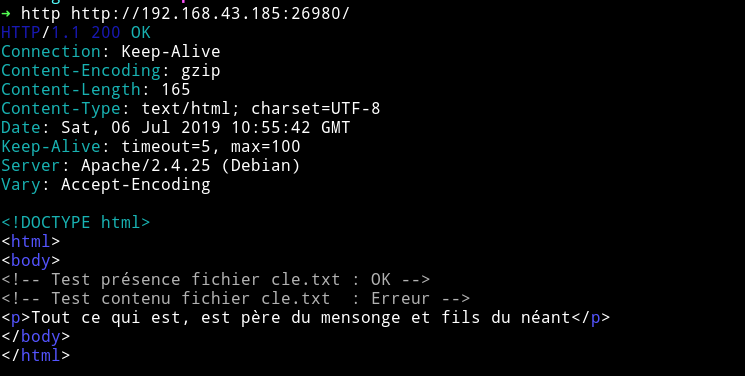 ➜ http http://192.168.43.185:26980/
HTTP/1.1 200 OK
Connection: Keep-Alive
Content-Encoding: gzip
Content-Length: 165
Content-Type: text/html; charset=UTF-8
Date: Sat, 06 Jul 2019 10:55:42 GMT
Keep-Alive: timeout=5, max=100
Server: Apache/2.4.25 (Debian)
Vary: Accept-Encoding

<!DOCTYPE html>
<html>
<body>
<!-- Test présence fichier cle.txt : OK -->
<!-- Test contenu fichier cle.txt  : Erreur -->
<p>Tout ce qui est, est père du mensonge et fils du néant</p>
</body>
</html>